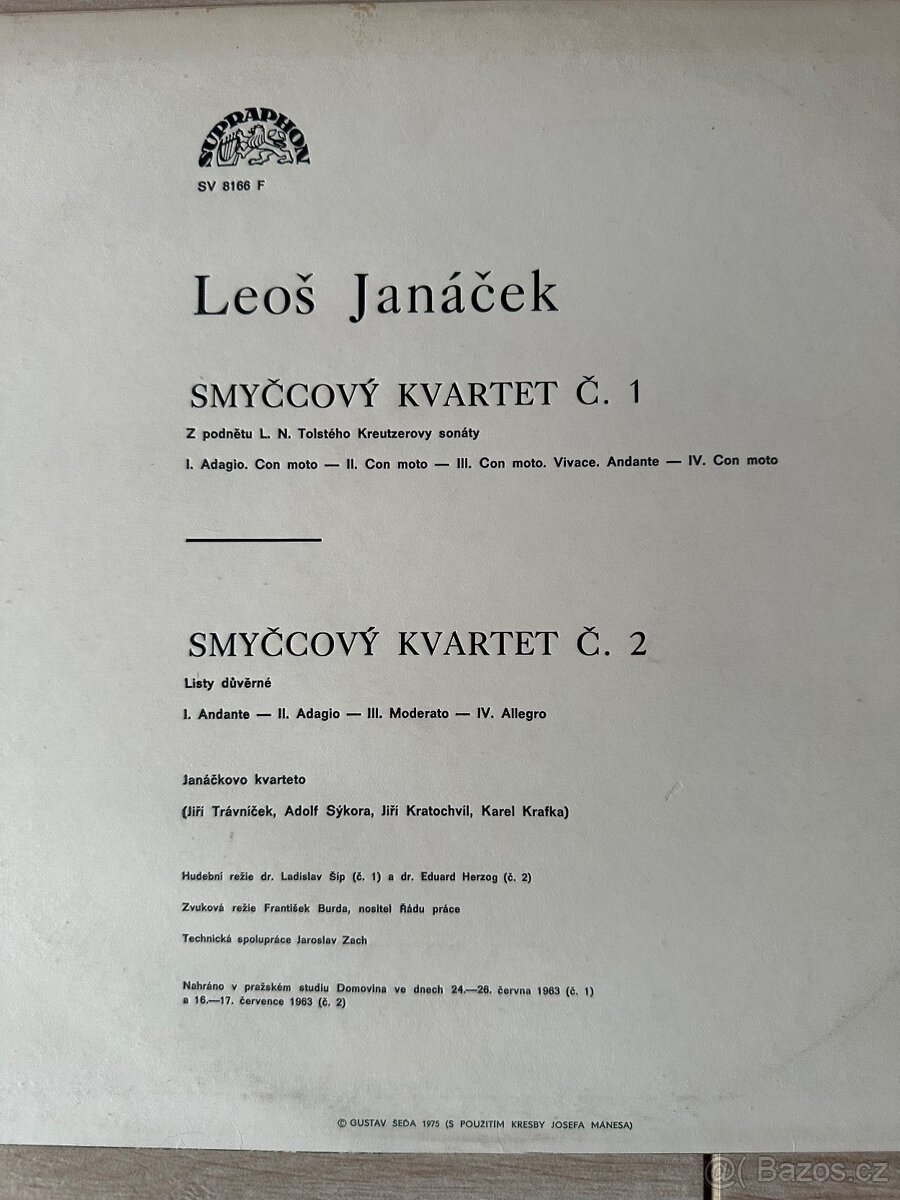 SUPRAPHON
SV 8166 F
Leoš Janáček
SMYČCOVÝ KVARTET Č. 1
Z podnětu L. N. Tolstého Kreutzerovy sonáty
I. Adagio. Con moto — II. Con moto — III. Con moto. Vivace. Andante — IV. Con moto
SMYČCOVÝ KVARTET Č. 2
Listy důvěrné
I. Andante — II. Adagio — III. Moderato — IV. Allegro
Janáčkovo kvarteto
(Jiří Trávníček, Adolf Sýkora, Jiří Kratochvil, Karel Krafka)
Hudební režie dr. Ladislav Šíp (č. 1) a dr. Eduard Herzog (č. 2)
Zvuková režie František Burda, nositel Řádu práce
Technická spolupráce Jaroslav Zach
Nahráno v pražském studiu Domovina ve dnech 24.—26. června 1963 (č. 1)
a 16.—17. července 1963 (č. 2)
© GUSTAV ŠEDA 1975 (S POUŽITÍM KRESBY JOSEFA MÁNESA)
@( Bazos.cz